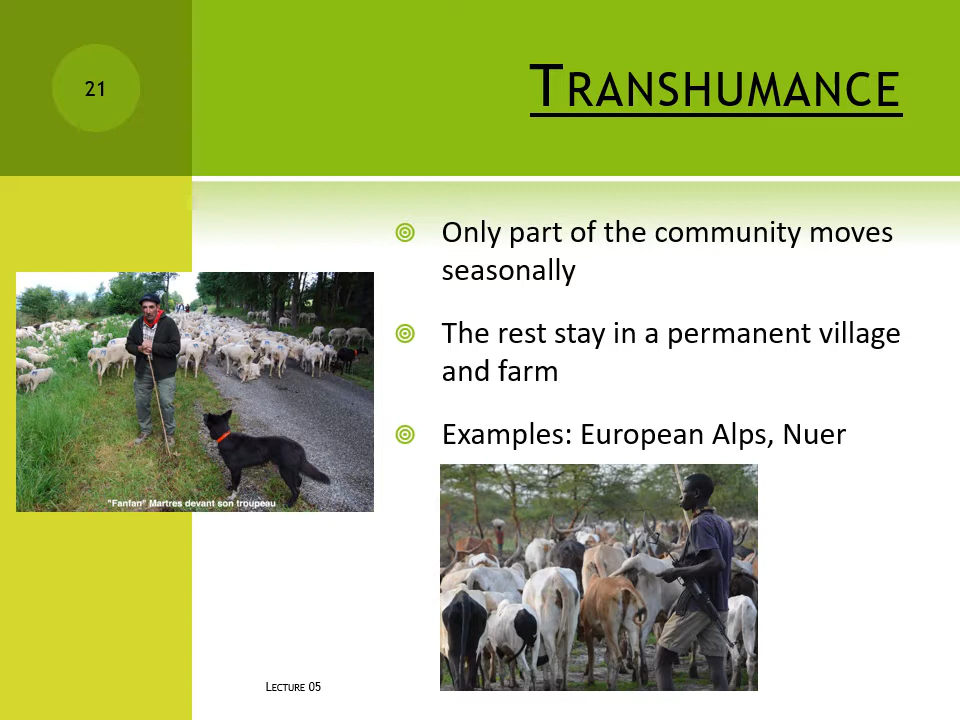 21
TRANSHUMANCE
Only part of the community moves
seasonally
The rest stay in a permanent village
and farm
Examples: European Alps, Nuer
"Fanfan" Martres devant son troupeau
LECTURE 05